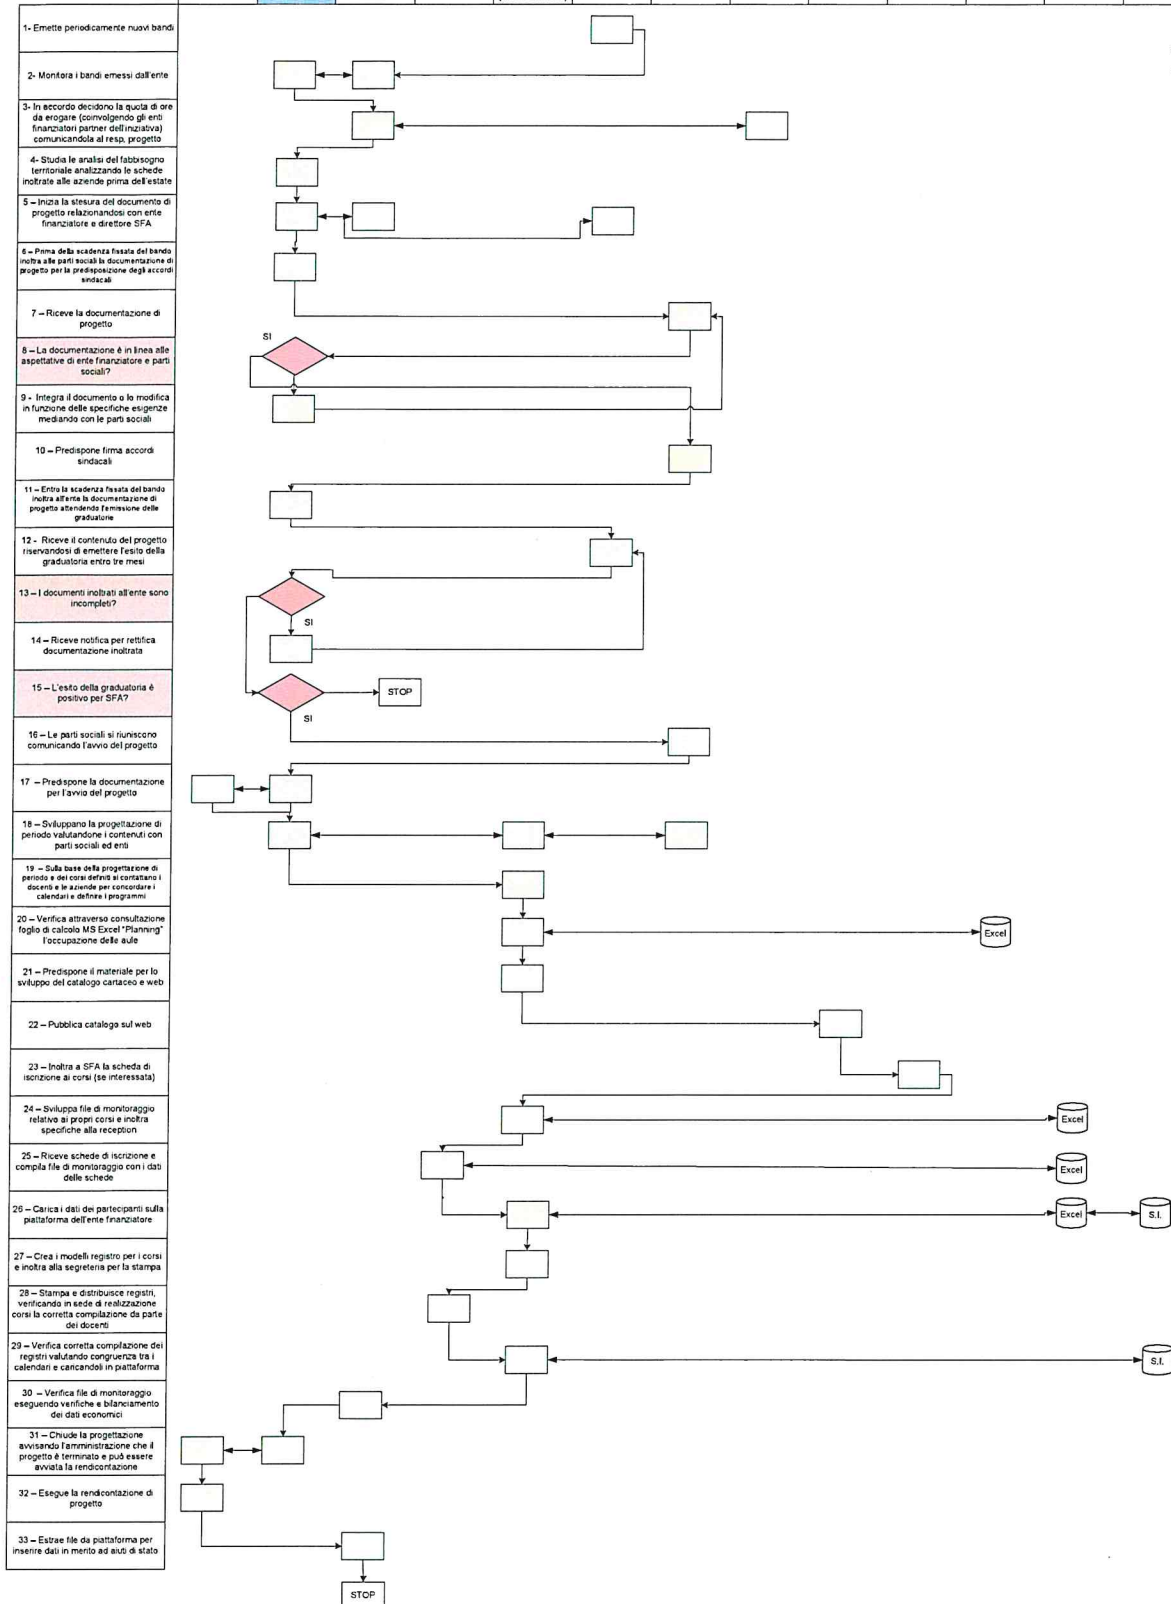 1- Emette periodicamente nuovi bandi
2- Monitora i bandi emessi dall'ente
3- In accordo decidono la quota di ore
da erogare (coinvolgendo gli enti
finanziatori partner dell'iniziativa)
comunicandola al resp. progetto
4- Studia le analisi del fabbisogno
territoriale analizzando le schede
inoltrate alle aziende prima dell'estate
5 – Inizia la stesura del documento di
progetto relazionandosi con ente
finanziatore e direttore SFA
6 – Prima della scadenza fissata del bando
inoltra alle parti sociali la documentazione di
progetto per la predisposizione degli accordi
sindacali
7 – Riceve la documentazione di
progetto
SI
8 – La documentazione è in linea alle
aspettative di ente finanziatore e parti
sociali?
9 - Integra il documento o lo modifica
in funzione delle specifiche esigenze
mediando con le parti sociali
10 – Predispone firma accordi
sindacali
11 – Entro la scadenza fissata del bando
inoltra all'ente la documentazione di
progetto attendendo l'emissione delle
graduatorie
12 - Riceve il contenuto del progetto
riservandosi di emettere l'esito della
graduatoria entro tre mesi
13 – I documenti inoltrati all'ente sono
incompleti?
SI
14 – Riceve notifica per rettifica
documentazione inoltrata
15 – L'esito della graduatoria è
positivo per SFA?
STOP
SI
16 – Le parti sociali si riuniscono
comunicando l'avvio del progetto
17 – Predispone la documentazione
per l'avvio del progetto
18 – Sviluppano la progettazione di
periodo valutandone i contenuti con
parti sociali ed enti
19 – Sulla base della progettazione di
periodo e dei corsi definiti si contattano i
docenti e le aziende per concordare i
calendari e definire i programmi
20 – Verifica attraverso consultazione
foglio di calcolo MS Excel "Planning"
l'occupazione delle aule
Excel
21 – Predispone il materiale per lo
sviluppo del catalogo cartaceo e web
22 – Pubblica catalogo sul web
23 – Inoltra a SFA la scheda di
iscrizione ai corsi (se interessata)
24 – Sviluppa file di monitoraggio
relativo ai propri corsi e inoltra
specifiche alla reception
Excel
25 – Riceve schede di iscrizione e
compila file di monitoraggio con i dati
delle schede
Excel
26 – Carica i dati dei partecipanti sulla
piattaforma dell'ente finanziatore
Excel
S.I.
27 – Crea i modelli registro per i corsi
e inoltra alla segreteria per la stampa
28 – Stampa e distribuisce registri,
verificando in sede di realizzazione
corsi la corretta compilazione da parte
dei docenti
29 – Verifica corretta compilazione dei
registri valutando congruenza tra i
calendari e caricandoli in piattaforma
S.I.
30 – Verifica file di monitoraggio
eseguendo verifiche e bilanciamento
dei dati economici
31 – Chiude la progettazione
avvisando l'amministrazione che il
progetto è terminato e può essere
avviata la rendicontazione
32 – Esegue la rendicontazione di
progetto
33 – Estrae file da piattaforma per
inserire dati in merito ad aiuti di stato
STOP